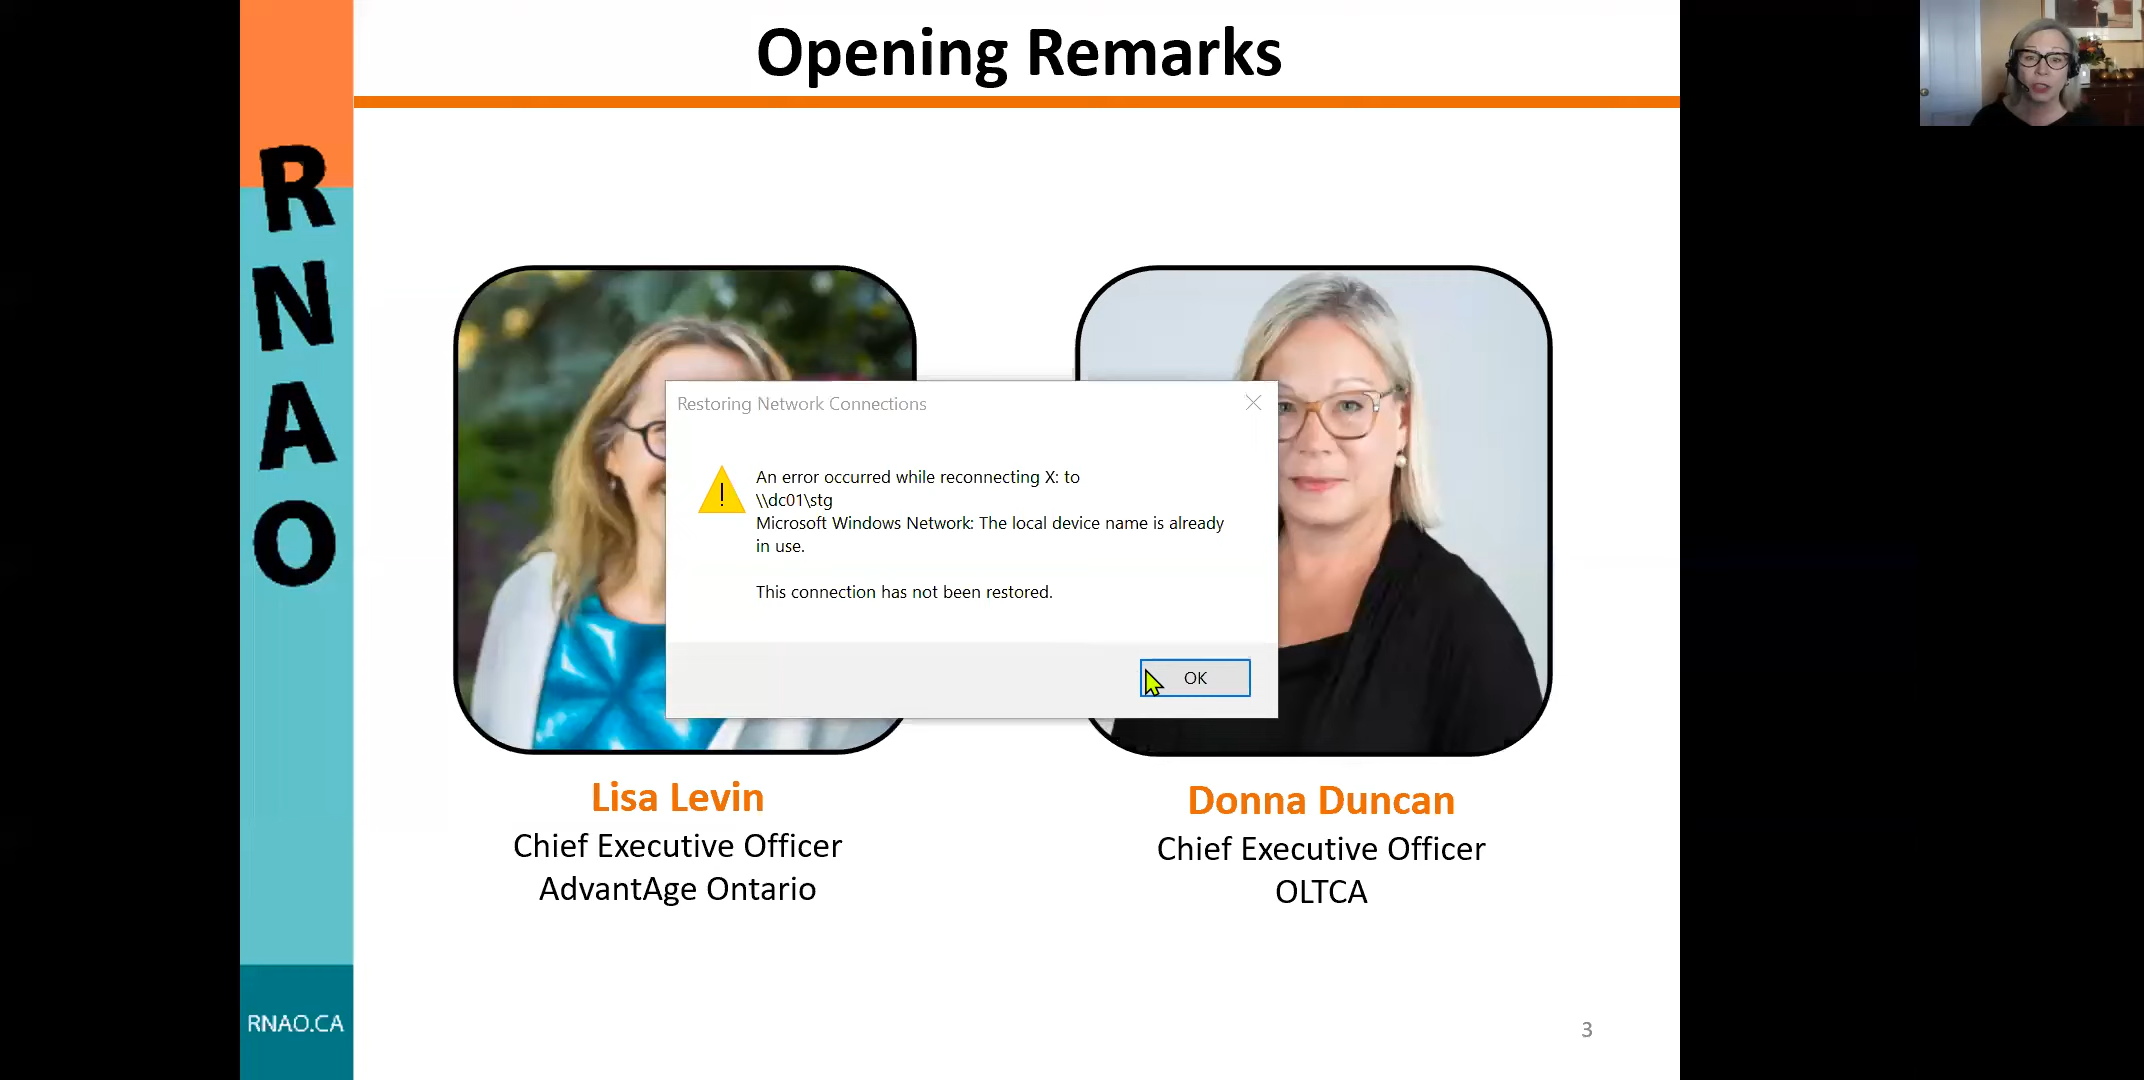 Opening Remarks
RNAO
Restoring Network Connections
An error occurred while reconnecting X: to
\\dc01\stg
Microsoft Windows Network: The local device name is already
in use.
This connection has not been restored.
OK
Lisa Levin
Chief Executive Officer
AdvantAge Ontario
Donna Duncan
Chief Executive Officer
OLTCA
RNAO.CA
3